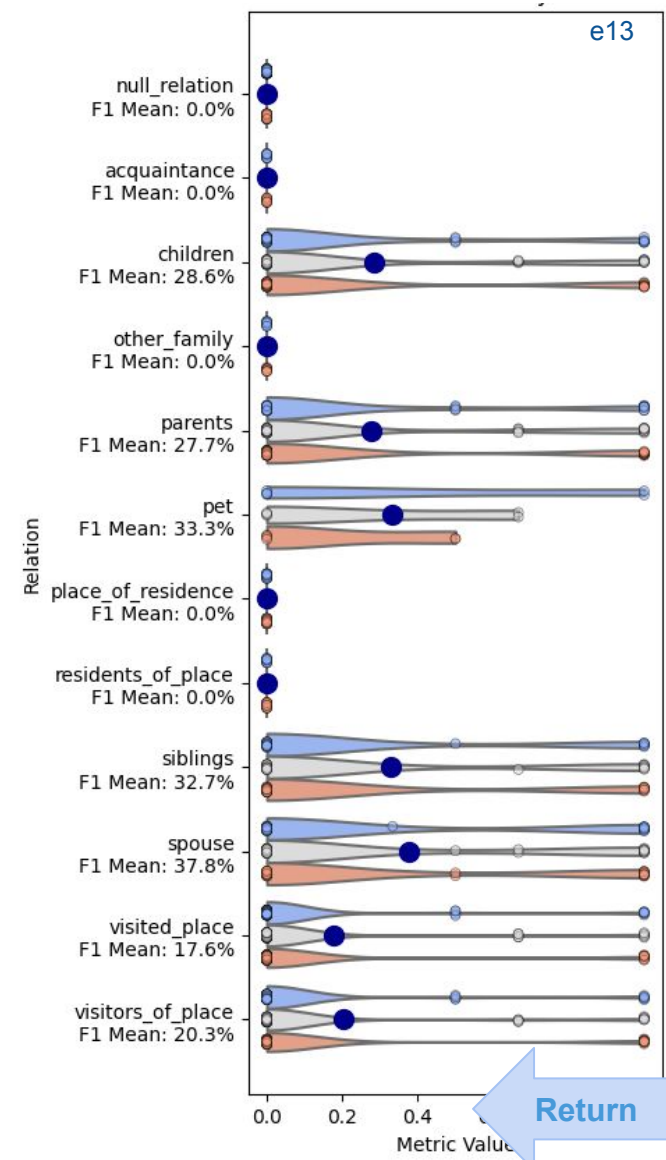 e13
null_relation
F1 Mean: 0.0%
acquaintance
F1 Mean: 0.0%
children
F1 Mean: 28.6%
other_family
F1 Mean: 0.0%
parents
F1 Mean: 27.7%
pet
F1 Mean: 33.3%
place_of_residence
F1 Mean: 0.0%
residents_of_place
F1 Mean: 0.0%
siblings
F1 Mean: 32.7%
spouse
F1 Mean: 37.8%
visited_place
F1 Mean: 17.6%
visitors_of_place
F1 Mean: 20.3%
Relation
0.0 0.2 0.4
Metric Value
Return